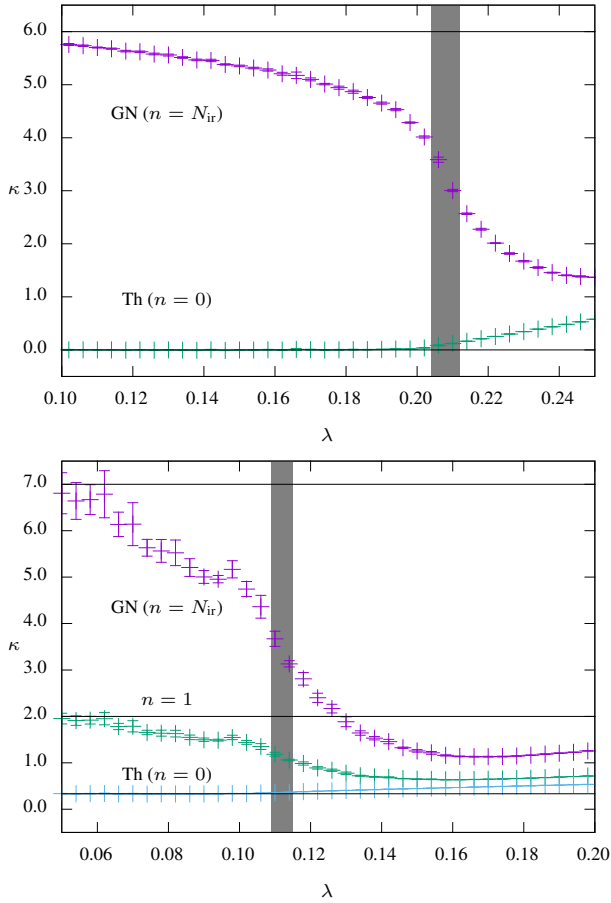 6.0
5.0
GN (n = N_ir)
4.0
κ 3.0
2.0
Th (n = 0)
1.0
0.0
0.10 0.12 0.14 0.16 0.18 0.20 0.22 0.24
λ
7.0
6.0
5.0
GN (n = N_ir)
4.0
κ
3.0
n = 1
2.0
1.0
Th (n = 0)
0.0
0.06 0.08 0.10 0.12 0.14 0.16 0.18 0.20
λ